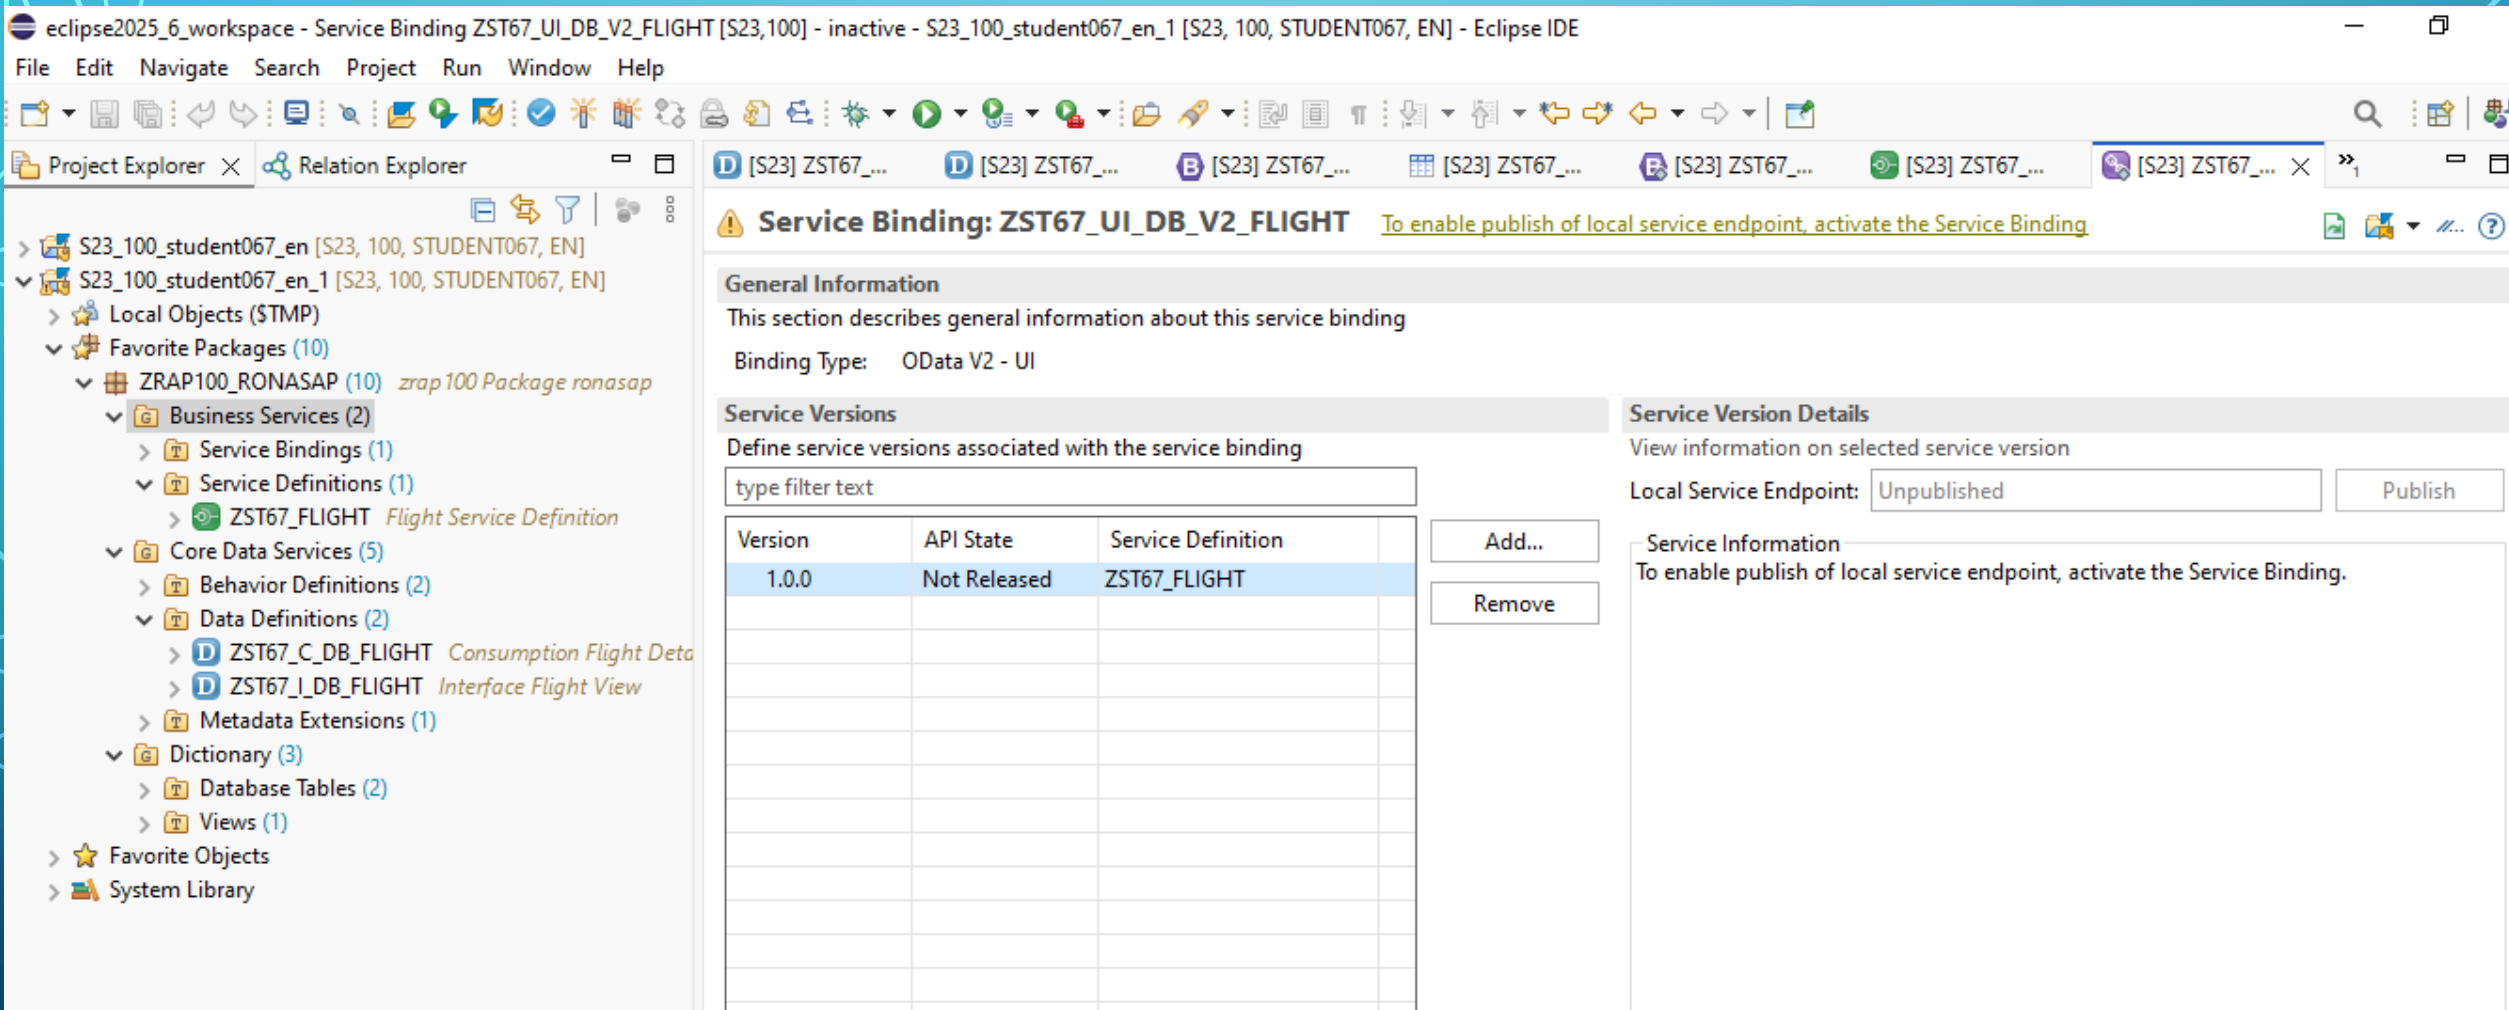 eclipse2025_6_workspace - Service Binding ZST67_UI_DB_V2_FLIGHT [S23,100] - inactive - S23_100_student067_en_1 [S23, 100, STUDENT067, EN] - Eclipse IDE
File Edit Navigate Search Project Run Window Help
Project Explorer Relation Explorer
[S23] ZST67_... [S23] ZST67_... [S23] ZST67_... [S23] ZST67_... [S23] ZST67_... [S23] ZST67_... [S23] ZST67_... »1
Service Binding: ZST67_UI_DB_V2_FLIGHT To enable publish of local service endpoint, activate the Service Binding
S23_100_student067_en [S23, 100, STUDENT067, EN]
S23_100_student067_en_1 [S23, 100, STUDENT067, EN]
Local Objects ($TMP)
Favorite Packages (10)
ZRAP100_RONASAP (10) zrap100 Package ronasap
Business Services (2)
Service Bindings (1)
Service Definitions (1)
ZST67_FLIGHT Flight Service Definition
Core Data Services (5)
Behavior Definitions (2)
Data Definitions (2)
ZST67_C_DB_FLIGHT Consumption Flight Deta
ZST67_I_DB_FLIGHT Interface Flight View
Metadata Extensions (1)
Dictionary (3)
Database Tables (2)
Views (1)
Favorite Objects
System Library
General Information
This section describes general information about this service binding
Binding Type: OData V2 - UI
Service Versions
Define service versions associated with the service binding
type filter text
Version API State Service Definition
1.0.0 Not Released ZST67_FLIGHT
Add...
Remove
Service Version Details
View information on selected service version
Local Service Endpoint: Unpublished Publish
Service Information
To enable publish of local service endpoint, activate the Service Binding.